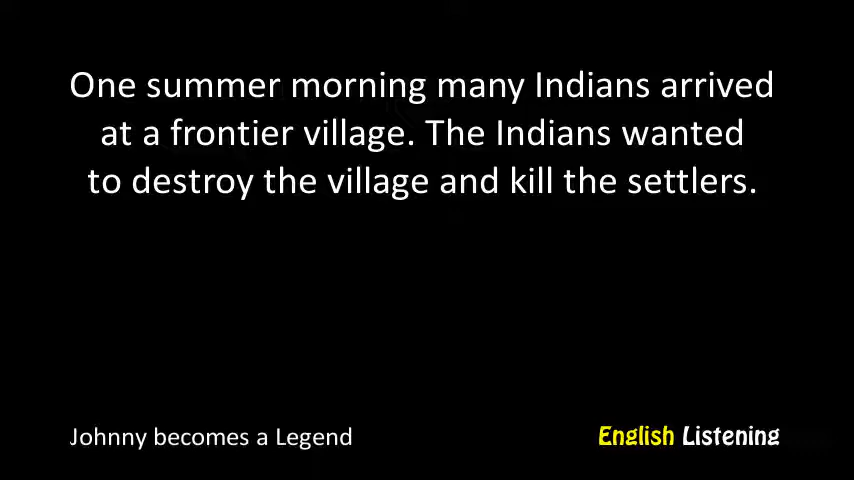 One summer morning many Indians arrived
at a frontier village. The Indians wanted
to destroy the village and kill the settlers.
Johnny becomes a Legend
English Listening